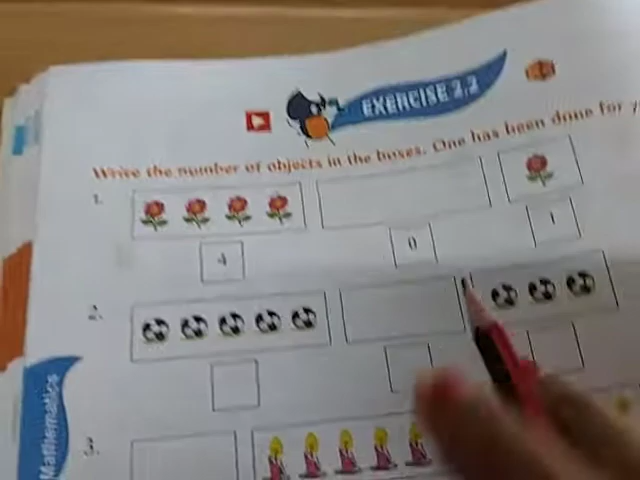 EXERCISE 2.2
Write the number of objects in the boxes. One has been done for
1.
4
0
1
2.
3.
Mathematics